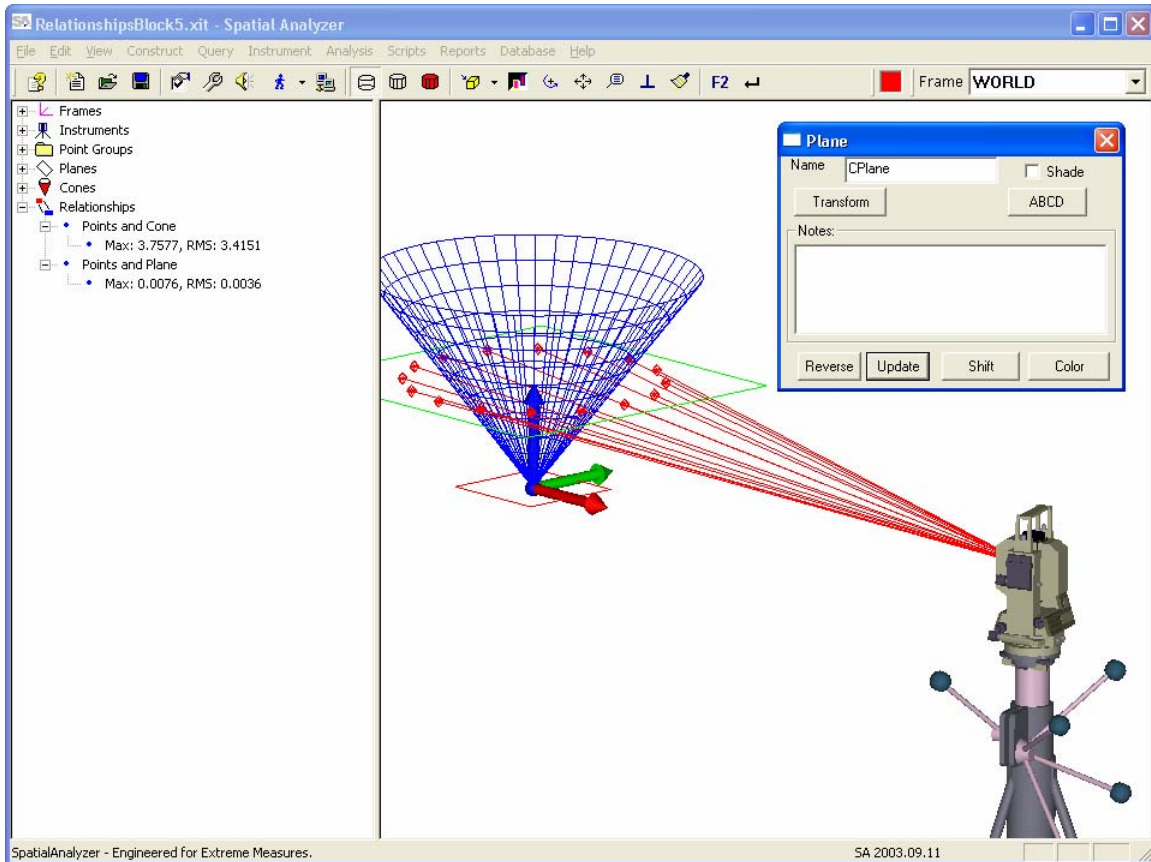 RelationshipsBlock5.xit - Spatial Analyzer
File Edit View Construct Query Instrument Analysis Scripts Reports Database Help
F2
Frame WORLD
Frames
Instruments
Point Groups
Planes
Cones
Relationships
Points and Cone
Max: 3.7577, RMS: 3.4151
Points and Plane
Max: 0.0076, RMS: 0.0036
Plane
Name CPlane Shade
Transform ABCD
Notes:
Reverse Update Shift Color
SpatialAnalyzer - Engineered for Extreme Measures. SA 2003.09.11